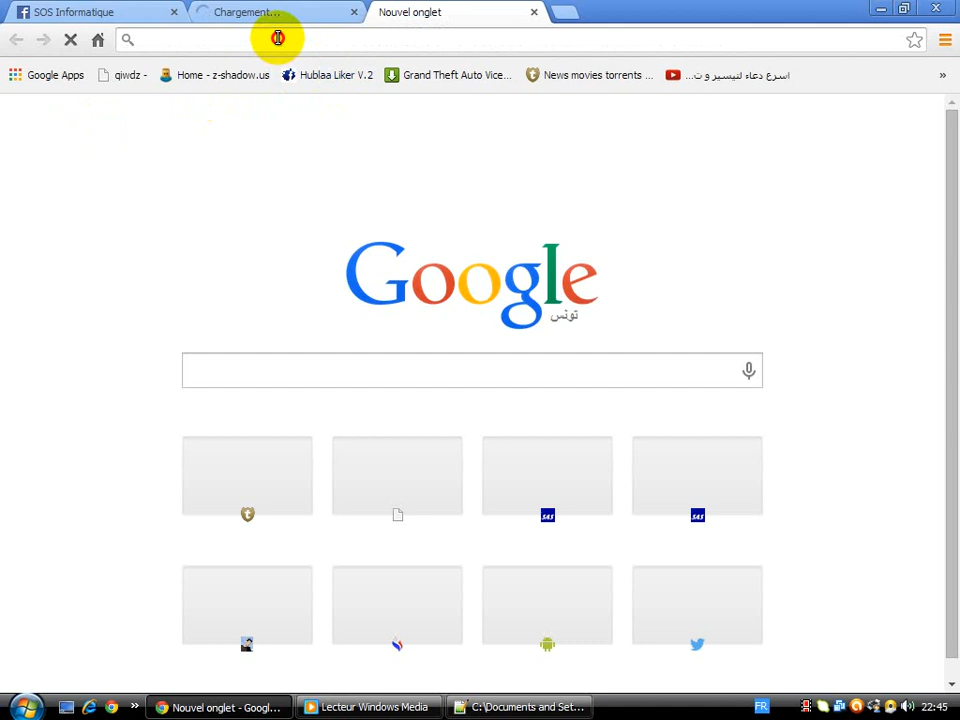 SOS Informatique
Chargement...
Nouvel onglet
Google Apps
qiwdz -
Home - z-shadow.us
Hublaa Liker V.2
Grand Theft Auto Vice...
News movies torrents ...
اسرع دعاء لتيسير و ت...
»
Google
تونس
SAS
SAS
»
Nouvel onglet - Googl...
Lecteur Windows Media
C:\Documents and Set...
FR
22:45